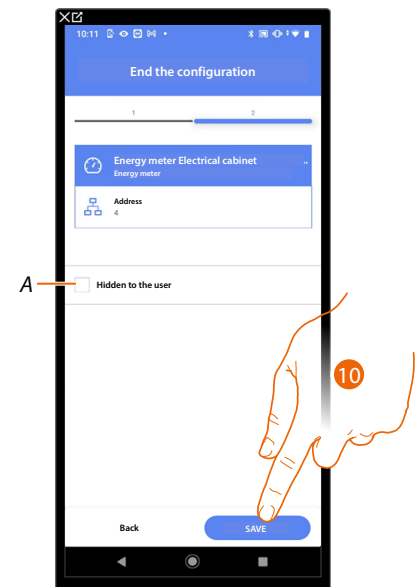 10:11
End the configuration
1 2
Energy meter Electrical cabinet ..
Energy meter
Address
4
A
Hidden to the user
10
Back SAVE